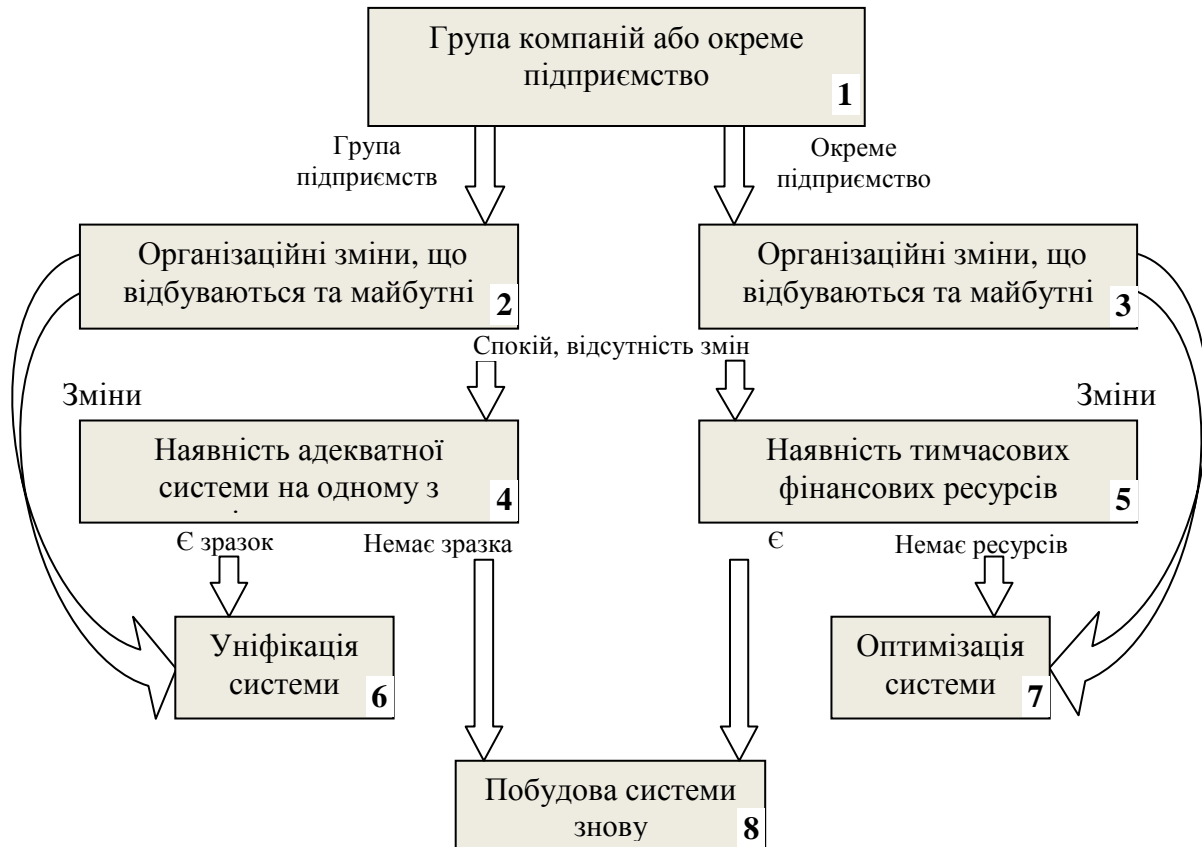 Група компаній або окреме
підприємство
1
Група
підприємств
Окреме
підприємство
Організаційні зміни, що
відбуваються та майбутні
2
Організаційні зміни, що
відбуваються та майбутні
3
Спокій, відсутність змін
Зміни
Зміни
Наявність адекватної
системи на одному з
4
Наявність тимчасових
фінансових ресурсів
5
Є зразок
Немає зразка
Є
Немає ресурсів
Уніфікація
системи
6
Оптимізація
системи
7
Побудова системи
знову
8